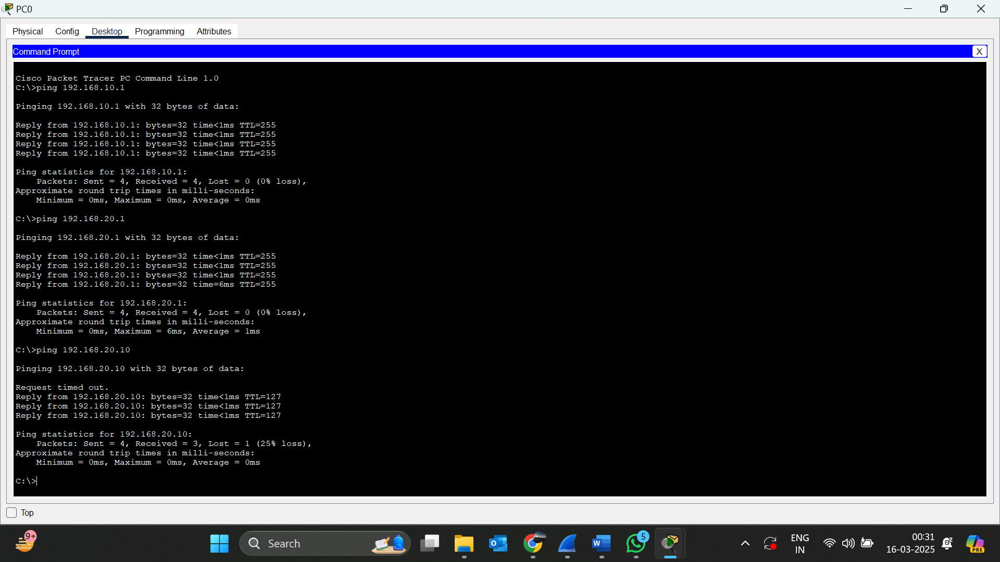 PC0
Physical Config Desktop Programming Attributes
Command Prompt X
Cisco Packet Tracer PC Command Line 1.0
C:\>ping 192.168.10.1
Pinging 192.168.10.1 with 32 bytes of data:
Reply from 192.168.10.1: bytes=32 time<1ms TTL=255
Reply from 192.168.10.1: bytes=32 time<1ms TTL=255
Reply from 192.168.10.1: bytes=32 time<1ms TTL=255
Reply from 192.168.10.1: bytes=32 time<1ms TTL=255
Ping statistics for 192.168.10.1:
    Packets: Sent = 4, Received = 4, Lost = 0 (0% loss),
Approximate round trip times in milli-seconds:
    Minimum = 0ms, Maximum = 0ms, Average = 0ms
C:\>ping 192.168.20.1
Pinging 192.168.20.1 with 32 bytes of data:
Reply from 192.168.20.1: bytes=32 time<1ms TTL=255
Reply from 192.168.20.1: bytes=32 time<1ms TTL=255
Reply from 192.168.20.1: bytes=32 time<1ms TTL=255
Reply from 192.168.20.1: bytes=32 time=6ms TTL=255
Ping statistics for 192.168.20.1:
    Packets: Sent = 4, Received = 4, Lost = 0 (0% loss),
Approximate round trip times in milli-seconds:
    Minimum = 0ms, Maximum = 6ms, Average = 1ms
C:\>ping 192.168.20.10
Pinging 192.168.20.10 with 32 bytes of data:
Request timed out.
Reply from 192.168.20.10: bytes=32 time<1ms TTL=127
Reply from 192.168.20.10: bytes=32 time<1ms TTL=127
Reply from 192.168.20.10: bytes=32 time<1ms TTL=127
Ping statistics for 192.168.20.10:
    Packets: Sent = 4, Received = 3, Lost = 1 (25% loss),
Approximate round trip times in milli-seconds:
    Minimum = 0ms, Maximum = 0ms, Average = 0ms
C:\>
Top
9+
Search
5
ENG
IN
00:31
16-03-2025
PRE